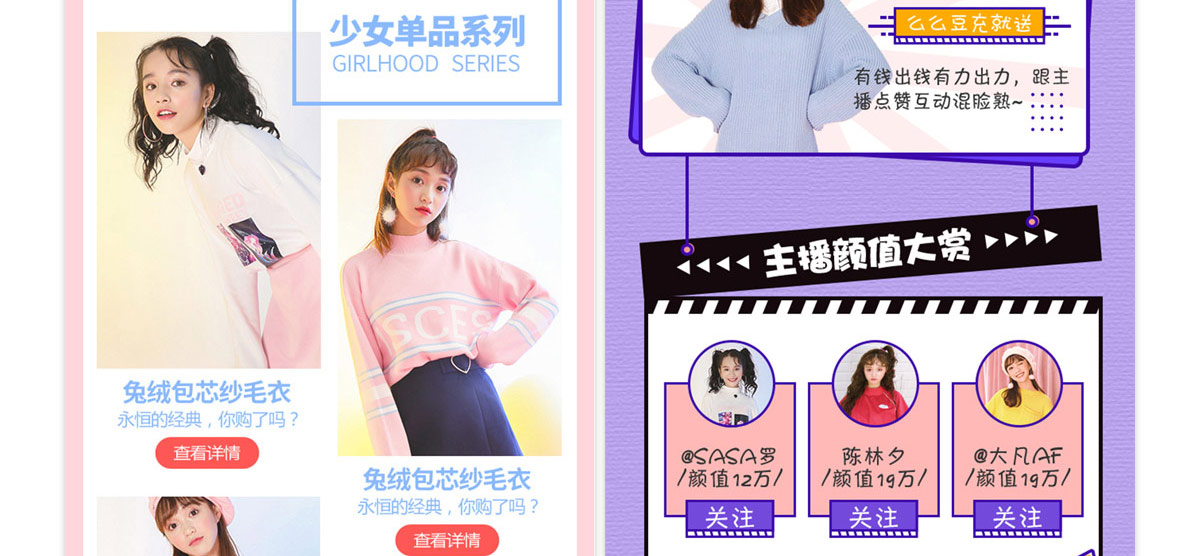 少女单品系列
GIRLHOOD SERIES
兔绒包芯纱毛衣
永恒的经典，你购了吗？
查看详情
SCES
兔绒包芯纱毛衣
永恒的经典，你购了吗？
查看详情
么么豆充就送
有钱出钱有力出力，跟主
播点赞互动混脸熟~
主播颜值大赏
@SASA罗
/颜值12万/
关注
陈林夕
/颜值19万/
关注
@大凡AF
/颜值19万/
关注